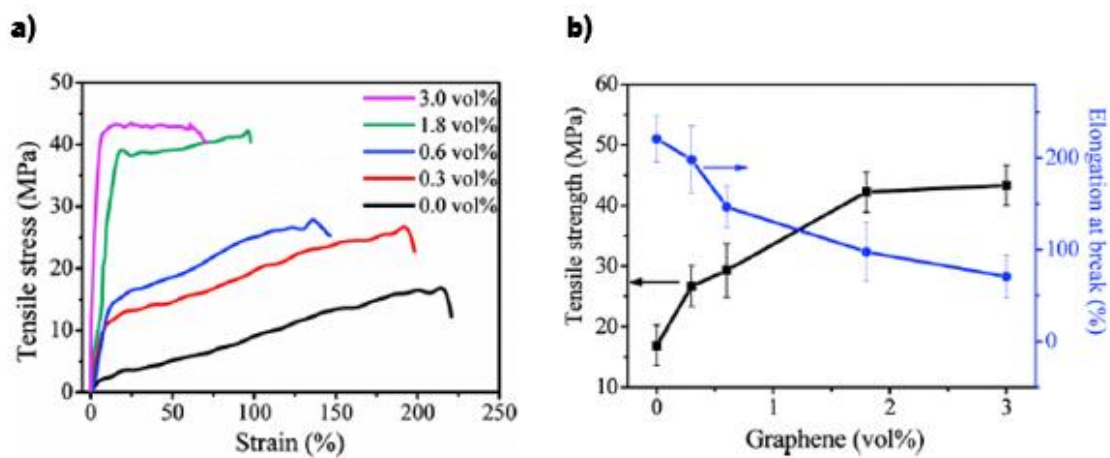 a)
b)
50
40
30
20
10
0
Tensile stress (MPa)
3.0 vol%
1.8 vol%
0.6 vol%
0.3 vol%
0.0 vol%
0 50 100 150 200 250
Strain (%)
60
50
40
30
20
10
Tensile strength (MPa)
200
100
0
Elongation at break (%)
0 1 2 3
Graphene (vol%)